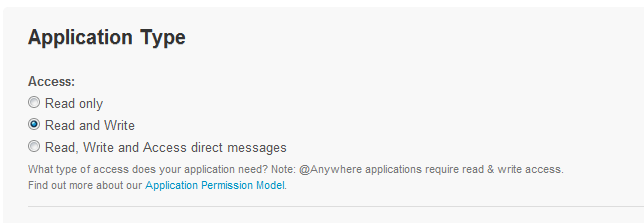 Application Type
Access:
Read only
Read and Write
Read, Write and Access direct messages
What type of access does your application need? Note: @Anywhere applications require read & write access.
Find out more about our Application Permission Model.